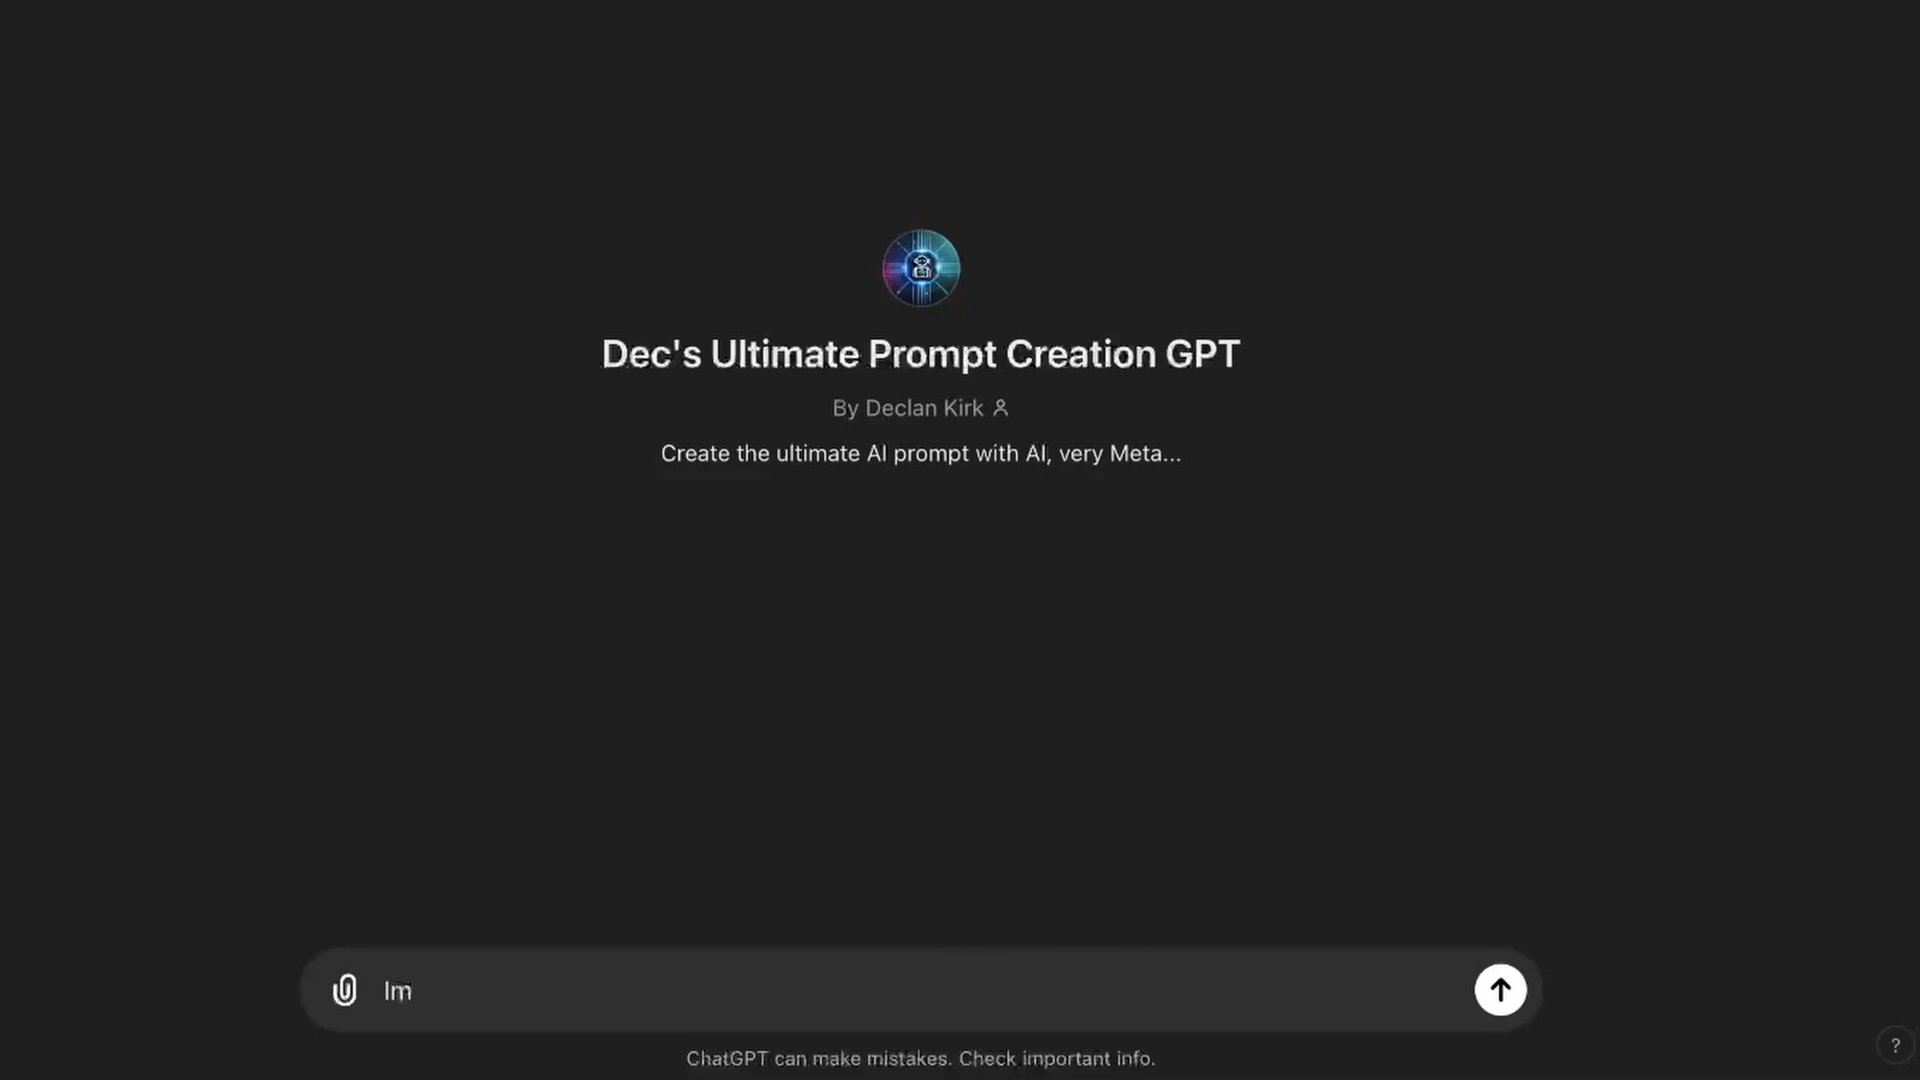 Dec's Ultimate Prompt Creation GPT
By Declan Kirk
Create the ultimate AI prompt with AI, very Meta...
Im
ChatGPT can make mistakes. Check important info.
?